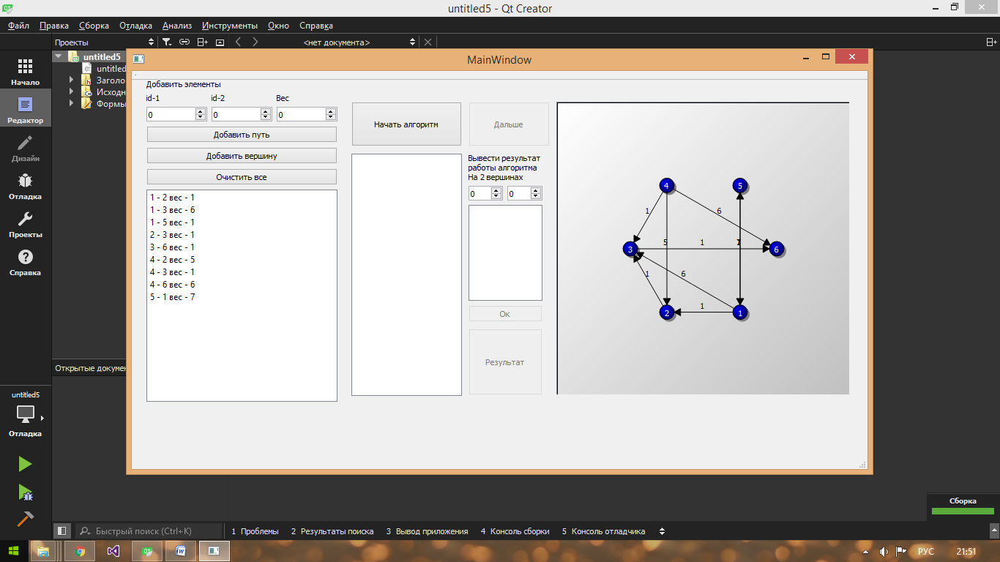 untitled5 - Qt Creator
Файл Правка Сборка Отладка Анализ Инструменты Окно Справка
Проекты
<нет документа>
Начало
Редактор
Дизайн
Отладка
Проекты
Справка
untitled5
Отладка
untitled5
untitled
Заголо
Исходн
Формы
Открытые докумен
MainWindow
Добавить элементы
id-1 id-2 Вес
0 0 0
Добавить путь
Добавить вершину
Очистить все
1 - 2 вес - 1
1 - 3 вес - 6
1 - 5 вес - 1
2 - 3 вес - 1
3 - 6 вес - 1
4 - 2 вес - 5
4 - 3 вес - 1
4 - 6 вес - 6
5 - 1 вес - 7
Начать алгоритм
Дальше
Вывести результат
работы алгоритма
На 2 вершинах
0 0
Ок
Результат
4 5
1 6
5 1
3 6
1 6
1
2 1
Сборка
Быстрый поиск (Ctrl+K)
1 Проблемы 2 Результаты поиска 3 Вывод приложения 4 Консоль сборки 5 Консоль отладчика
РУС 21:51